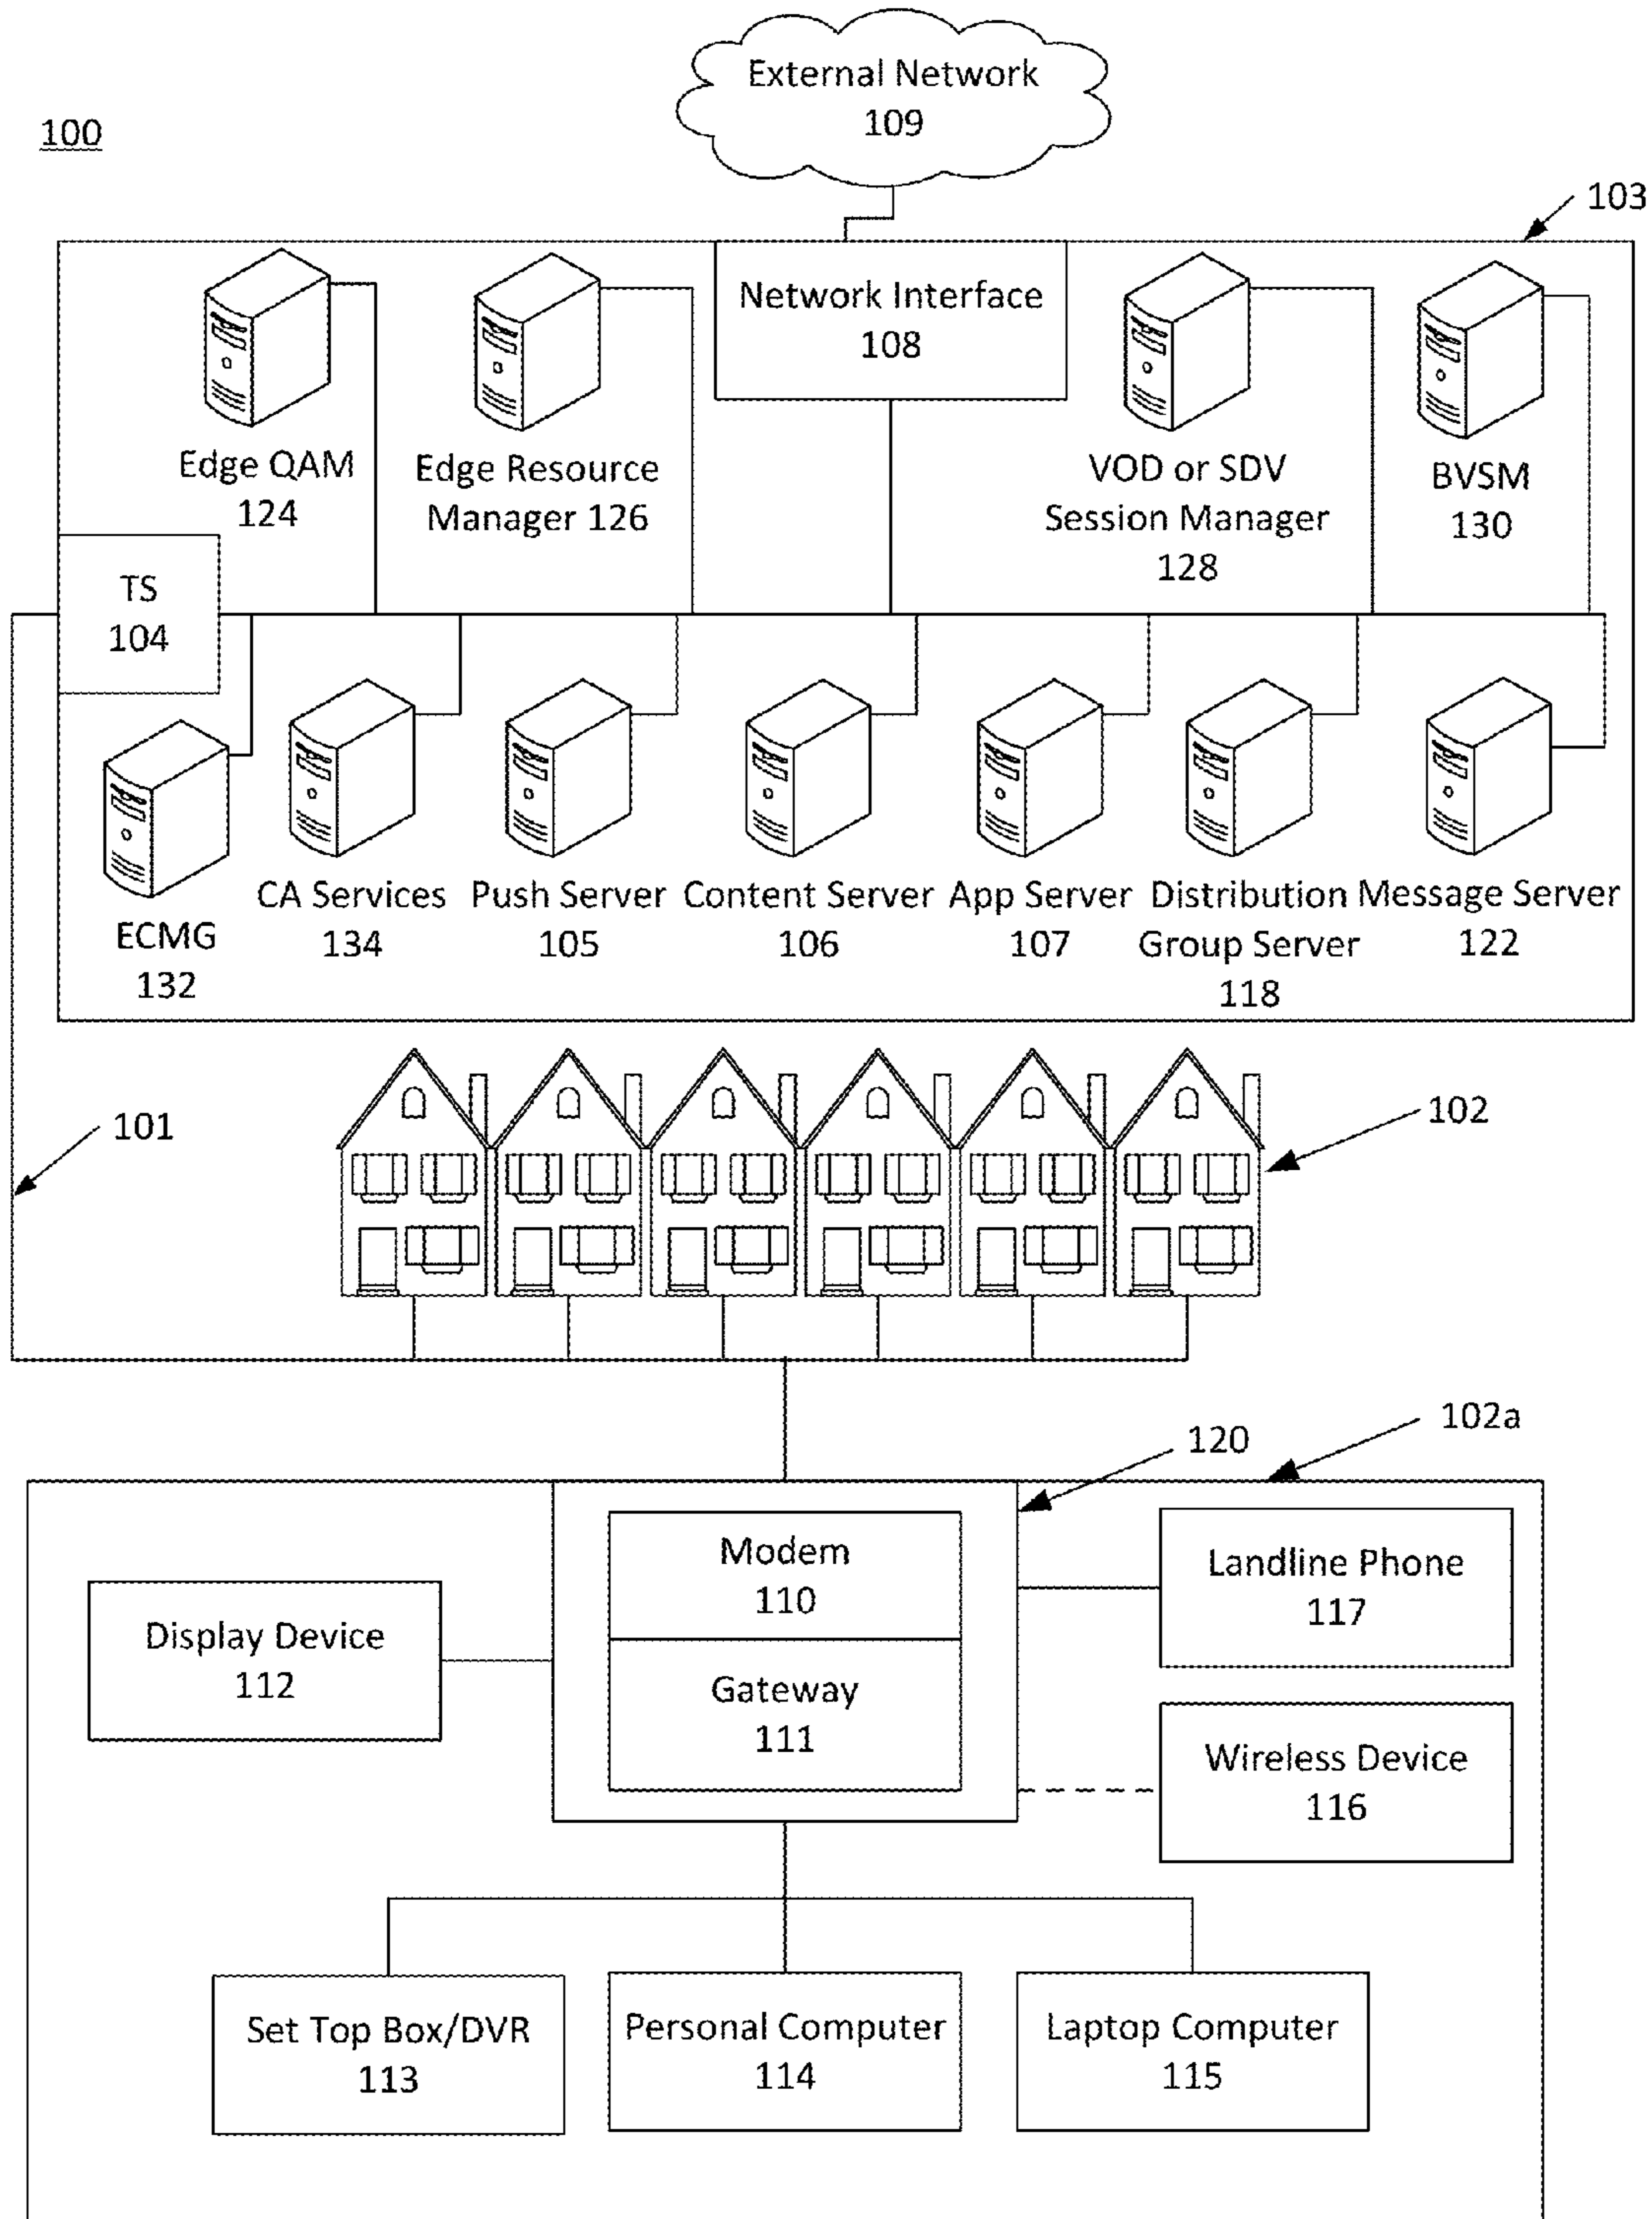 External Network
109
100
103
Network Interface
108
Edge QAM
124
Edge Resource
Manager 126
VOD or SDV
Session Manager
128
BVSM
130
TS
104
ECMG
132
CA Services
134
Push Server
105
Content Server
106
App Server
107
Distribution
Group Server
118
Message Server
122
101
102
102a
120
Modem
110
Gateway
111
Display Device
112
Landline Phone
117
Wireless Device
116
Set Top Box/DVR
113
Personal Computer
114
Laptop Computer
115